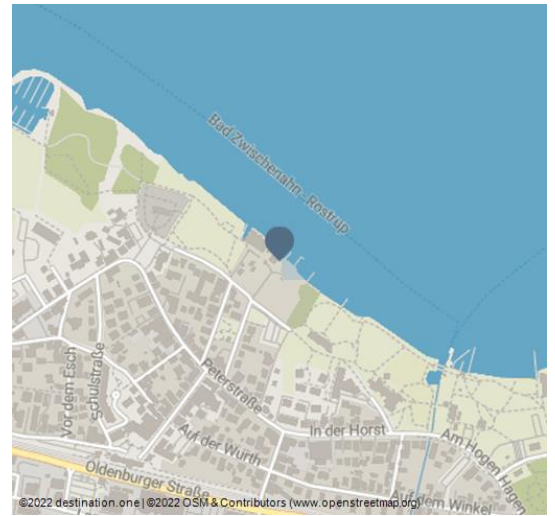 Bad Zwischenahn - Rostrup
Vor dem Esch
Schulstraße
Peterstraße
In der Horst
Auf der Wurth
Am Hogen Hagen
Oldenburger Straße
Auf dem Winkel
©2022 destination.one | ©2022 OSM & Contributors (www.openstreetmap.org)